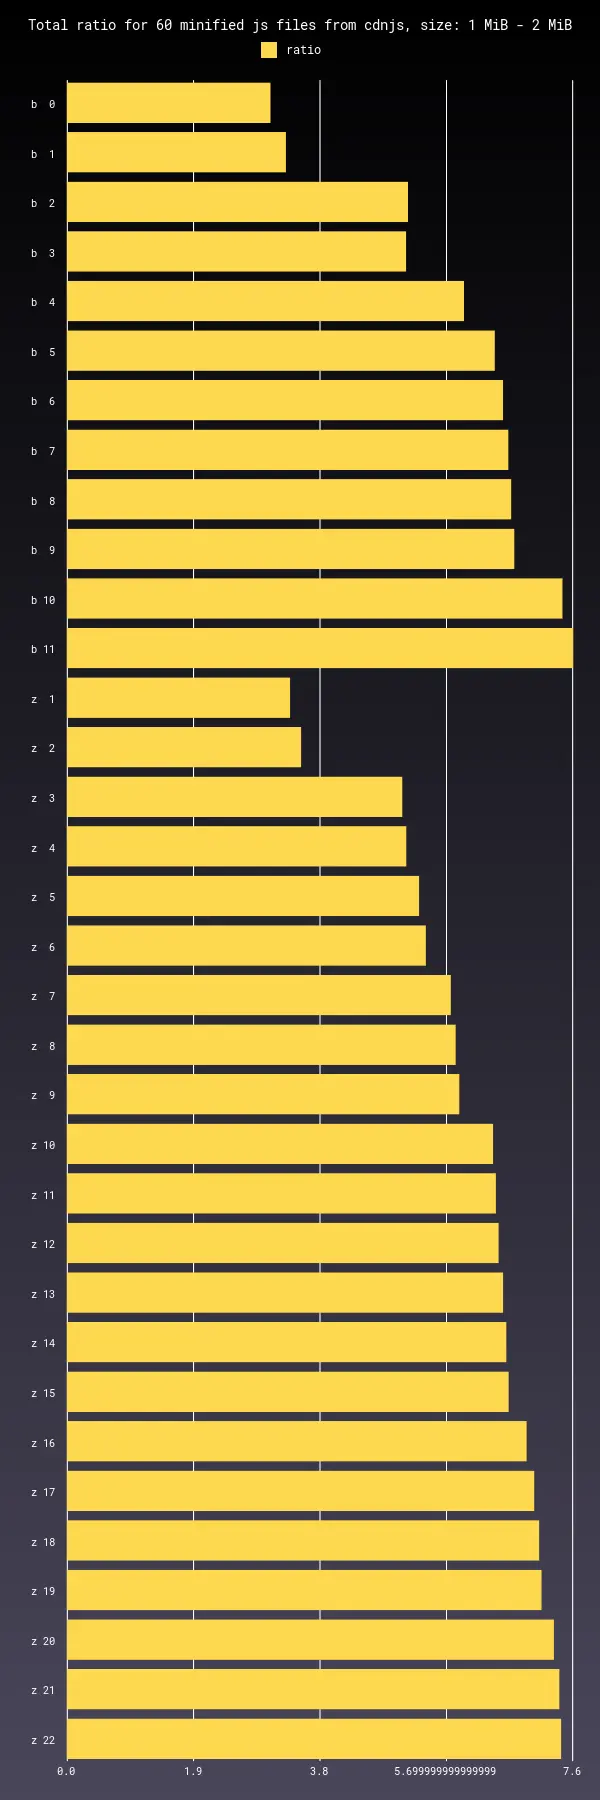 Total ratio for 60 minified js files from cdnjs, size: 1 MiB - 2 MiB
ratio
b 0
b 1
b 2
b 3
b 4
b 5
b 6
b 7
b 8
b 9
b 10
b 11
z 1
z 2
z 3
z 4
z 5
z 6
z 7
z 8
z 9
z 10
z 11
z 12
z 13
z 14
z 15
z 16
z 17
z 18
z 19
z 20
z 21
z 22
0.0 1.9 3.8 5.699999999999999 7.6